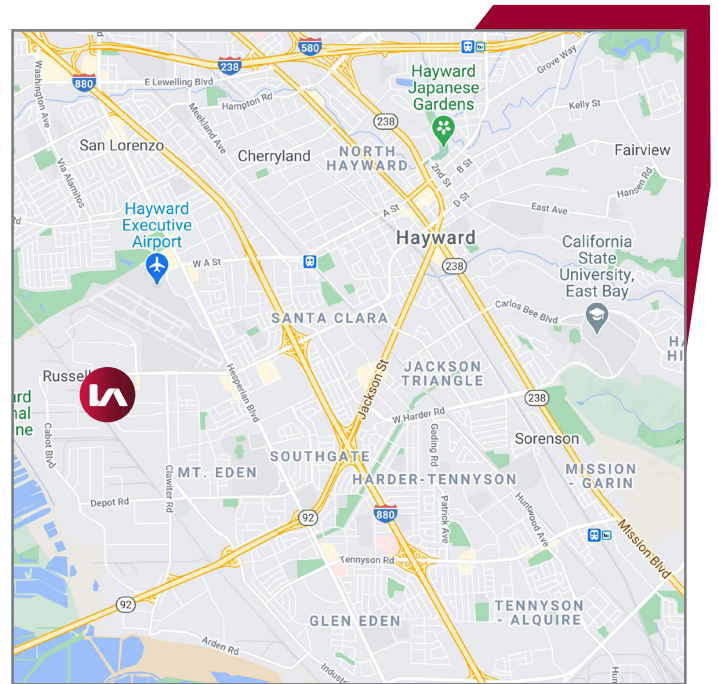 580
238
880
Grove Way
E Lewelling Blvd
Washington Ave
Hampton Rd
Hayward
Japanese
Gardens
Kelly St
Meekland Ave
238
San Lorenzo
Cherryland
NORTH
HAYWARD
Fairview
2nd St
B St
Via Alamitos
Hansen Rd
D St
A St
East Ave
Hayward
Executive
Airport
Hayward
California
State
University,
East Bay
W A St
238
Carlos Bee Blvd
SANTA CLARA
JACKSON
TRIANGLE
Jackson St
Hesperian Blvd
238
W Harder Rd
Cabot Blvd
Gading Rd
Sorenson
SOUTHGATE
MT. EDEN
HARDER-TENNYSON
MISSION
- GARIN
Clawiter Rd
Depot Rd
Patrick Ave
Huntwood Ave
92
880
Mission Blvd
Tennyson Rd
92
GLEN EDEN
TENNYSON
- ALQUIRE
Arden Rd